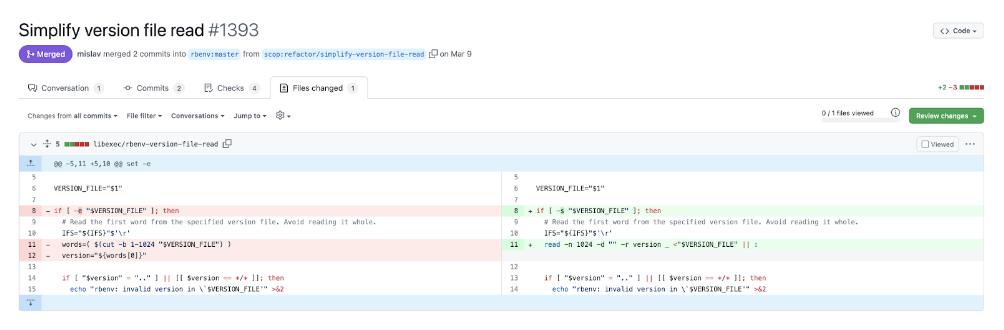 Simplify version file read #1393
Code
Merged mislav merged 2 commits into rbenv:master from scop:refactor/simplify-version-file-read on Mar 9
Conversation 1 Commits 2 Checks 4 Files changed 1
+2 −3
Changes from all commits File filter Conversations Jump to
0 / 1 files viewed
Review changes
5 libexec/rbenv-version-file-read
Viewed
@@ -5,11 +5,10 @@ set -e
5
6 VERSION_FILE="$1"
7
8 - if [ -e "$VERSION_FILE" ]; then
9 # Read the first word from the specified version file. Avoid reading it whole.
10 IFS="${IFS}"$'\r'
11 - words=( $(cut -b 1-1024 "$VERSION_FILE") )
12 - version="${words[0]}"
13
14 if [ "$version" = ".." ] || [[ $version == */* ]]; then
15 echo "rbenv: invalid version in \`$VERSION_FILE'" >&2
5
6 VERSION_FILE="$1"
7
8 + if [ -s "$VERSION_FILE" ]; then
9 # Read the first word from the specified version file. Avoid reading it whole.
10 IFS="${IFS}"$'\r'
11 + read -n 1024 -d "" -r version _ <"$VERSION_FILE" || :
12
13 if [ "$version" = ".." ] || [[ $version == */* ]]; then
14 echo "rbenv: invalid version in \`$VERSION_FILE'" >&2